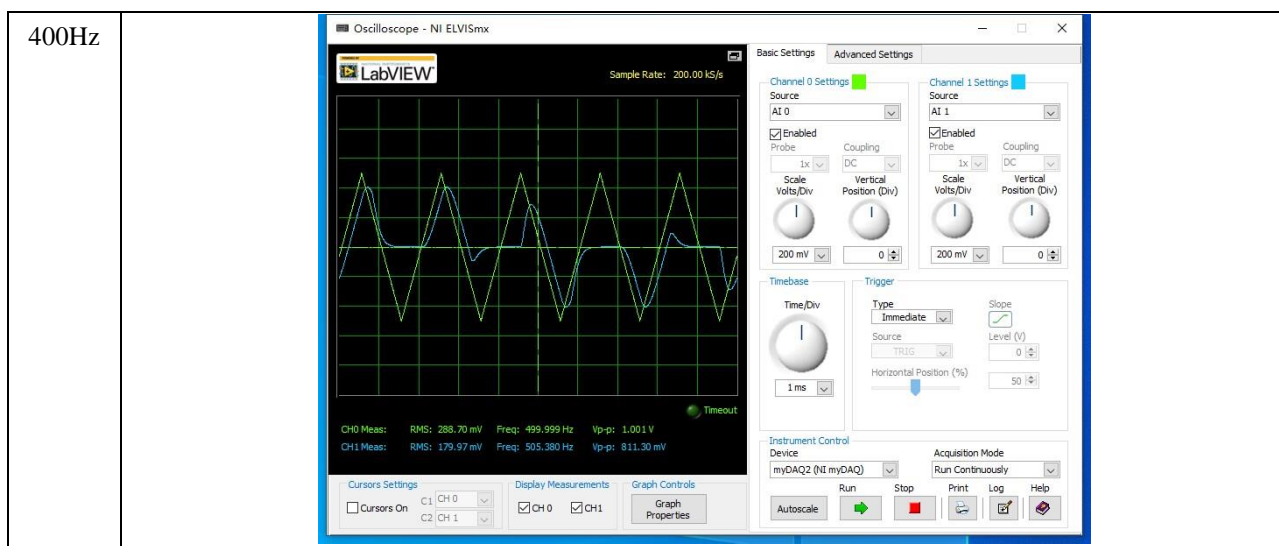 400Hz
Oscilloscope - NI ELVISmx
LabVIEW
Sample Rate: 200.00 kS/s
Timeout
CH0 Meas: RMS: 288.70 mV Freq: 499.999 Hz Vp-p: 1.001 V
CH1 Meas: RMS: 179.97 mV Freq: 505.380 Hz Vp-p: 811.30 mV
Cursors Settings
Cursors On
C1 CH 0
C2 CH 1
Display Measurements
CH 0 CH1
Graph Controls
Graph
Properties
Basic Settings Advanced Settings
Channel 0 Settings
Source
AI 0
Enabled
Probe Coupling
1x DC
Scale Vertical
Volts/Div Position (Div)
200 mV 0
Channel 1 Settings
Source
AI 1
Enabled
Probe Coupling
1x DC
Scale Vertical
Volts/Div Position (Div)
200 mV 0
Timebase
Time/Div
1 ms
Trigger
Type Slope
Immediate
Source Level (V)
TRIG 0
Horizontal Position (%)
50
Instrument Control
Device Acquisition Mode
myDAQ2 (NI myDAQ) Run Continuously
Run Stop Print Log Help
Autoscale